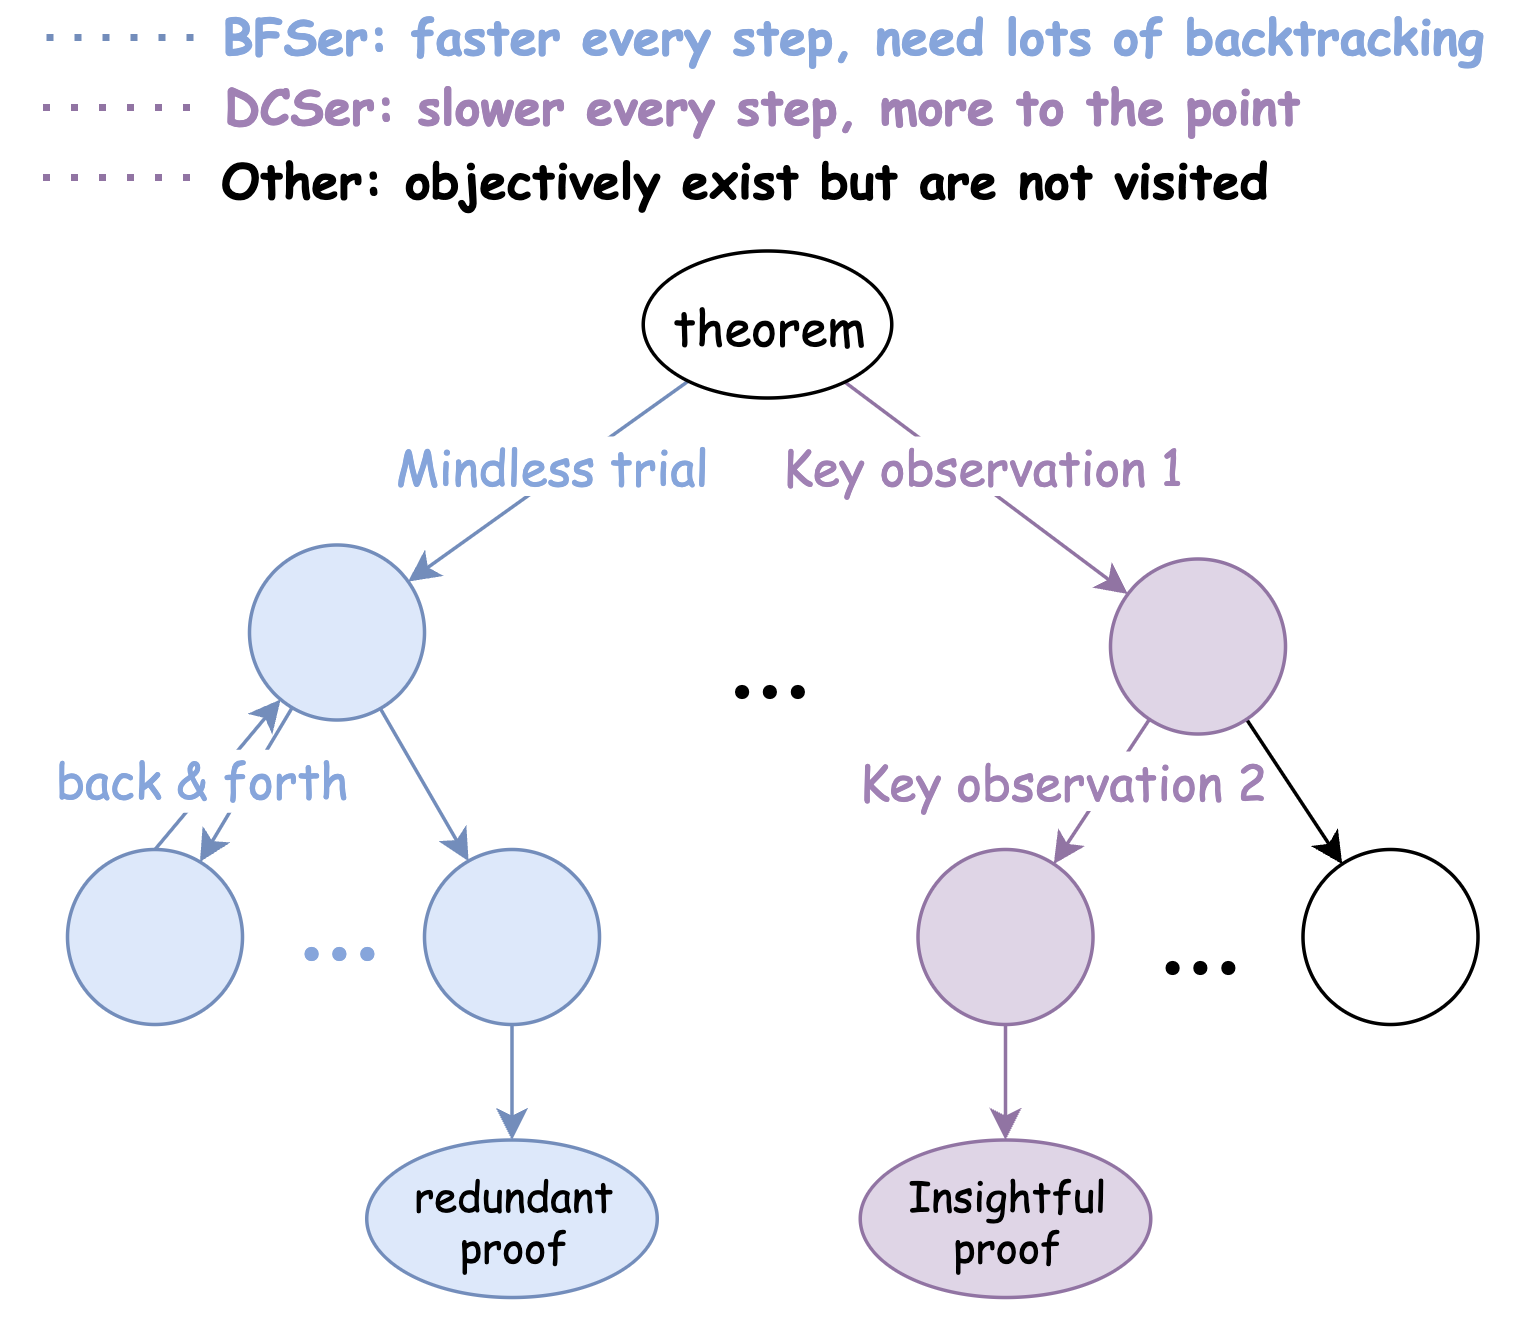 BFSer: faster every step, need lots of backtracking
DCSer: slower every step, more to the point
Other: objectively exist but are not visited
theorem
Mindless trial
Key observation 1
...
back & forth
Key observation 2
...
...
redundant
proof
Insightful
proof